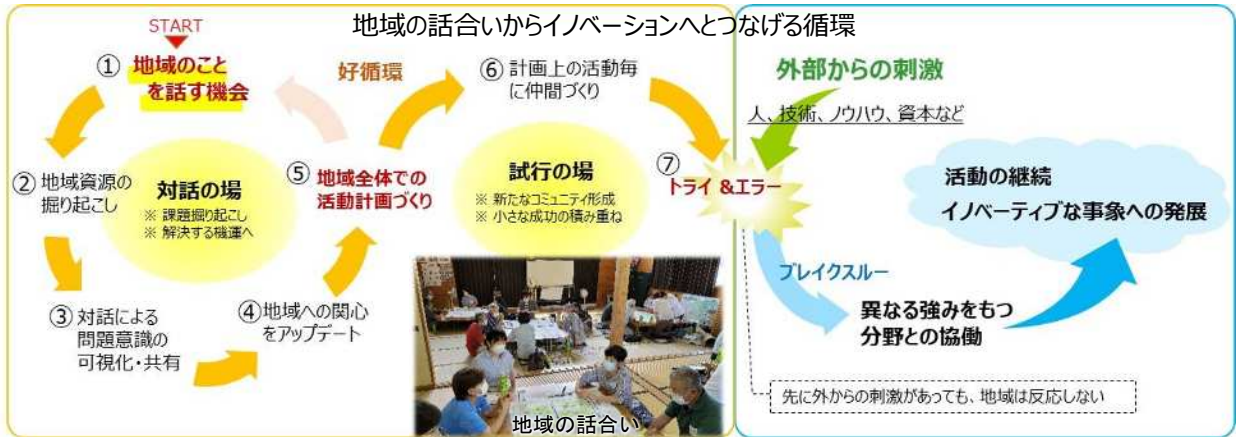 地域の話合いからイノベーションへとつなげる循環
START
① 地域のこと
を話す機会
② 地域資源の
掘り起こし
対話の場
※ 課題掘り起こし
※ 解決する機運へ
③ 対話による
問題意識の
可視化・共有
④ 地域への関心
をアップデート
好循環
⑤ 地域全体での
活動計画づくり
⑥ 計画上の活動毎
に仲間づくり
試行の場
※ 新たなコミュニティ形成
※ 小さな成功の積み重ね
⑦
トライ &エラー
地域の話合い
外部からの刺激
人、技術、ノウハウ、資本など
ブレイクスルー
異なる強みをもつ
分野との協働
活動の継続
イノベーティブな事象への発展
先に外からの刺激があっても、地域は反応しない